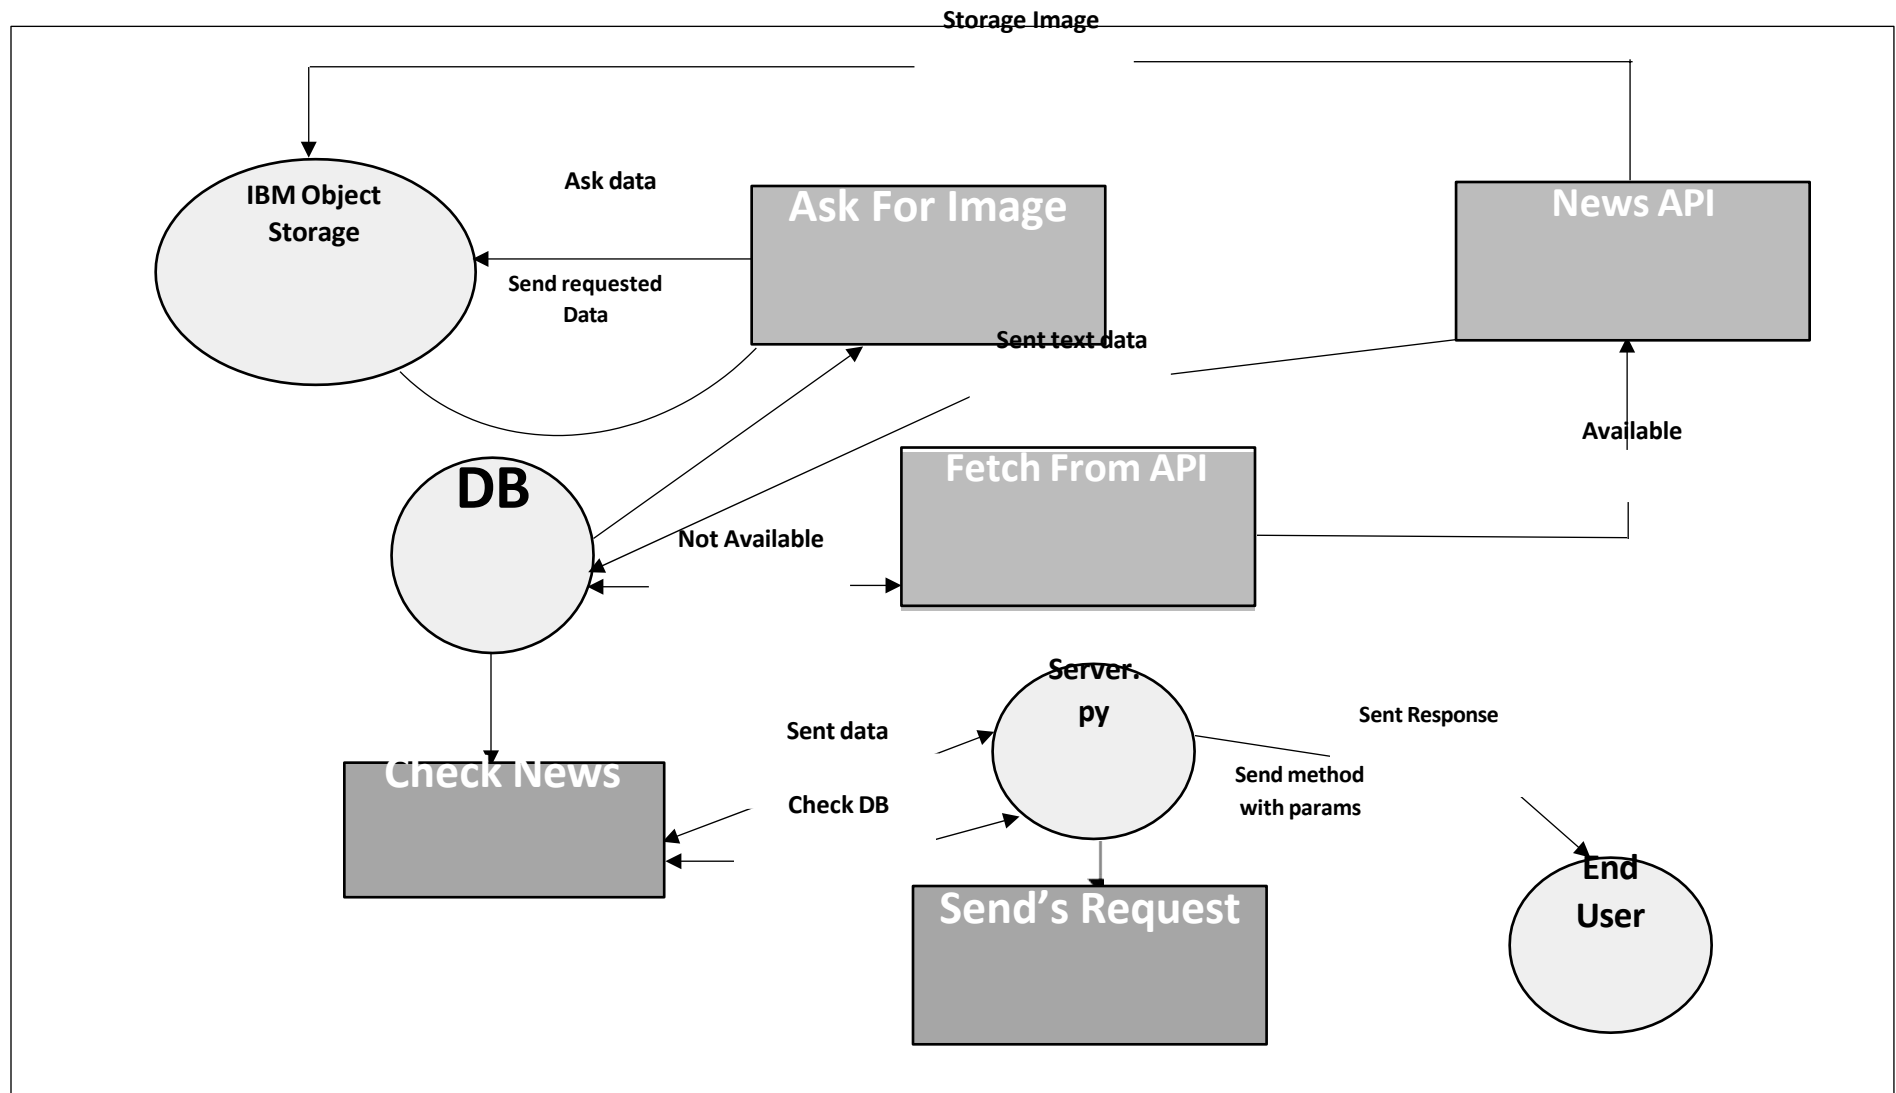 Storage Image
IBM Object
Storage
Ask data
Ask For Image
News API
Send requested
Data
Sent text data
Available
DB
Fetch From API
Not Available
Server.
py
Sent data
Sent Response
Check News
Send method
with params
Check DB
End
User
Send’s Request